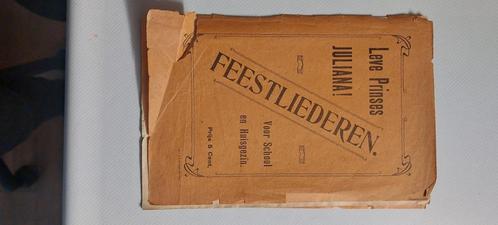 Leve Prinses
JULIANA!
FEESTLIEDEREN.
Voor School
en Huisgezin.
Prijs 5 Cent.